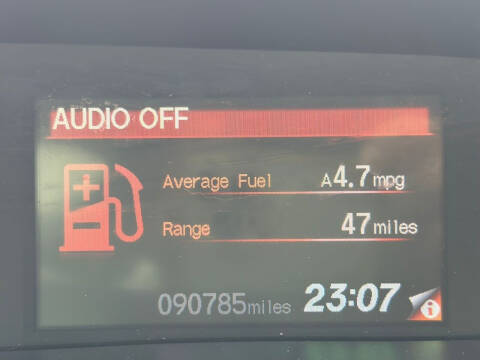 AUDIO OFF
Average Fuel A4.7mpg
Range 47miles
090785miles 23:07 i